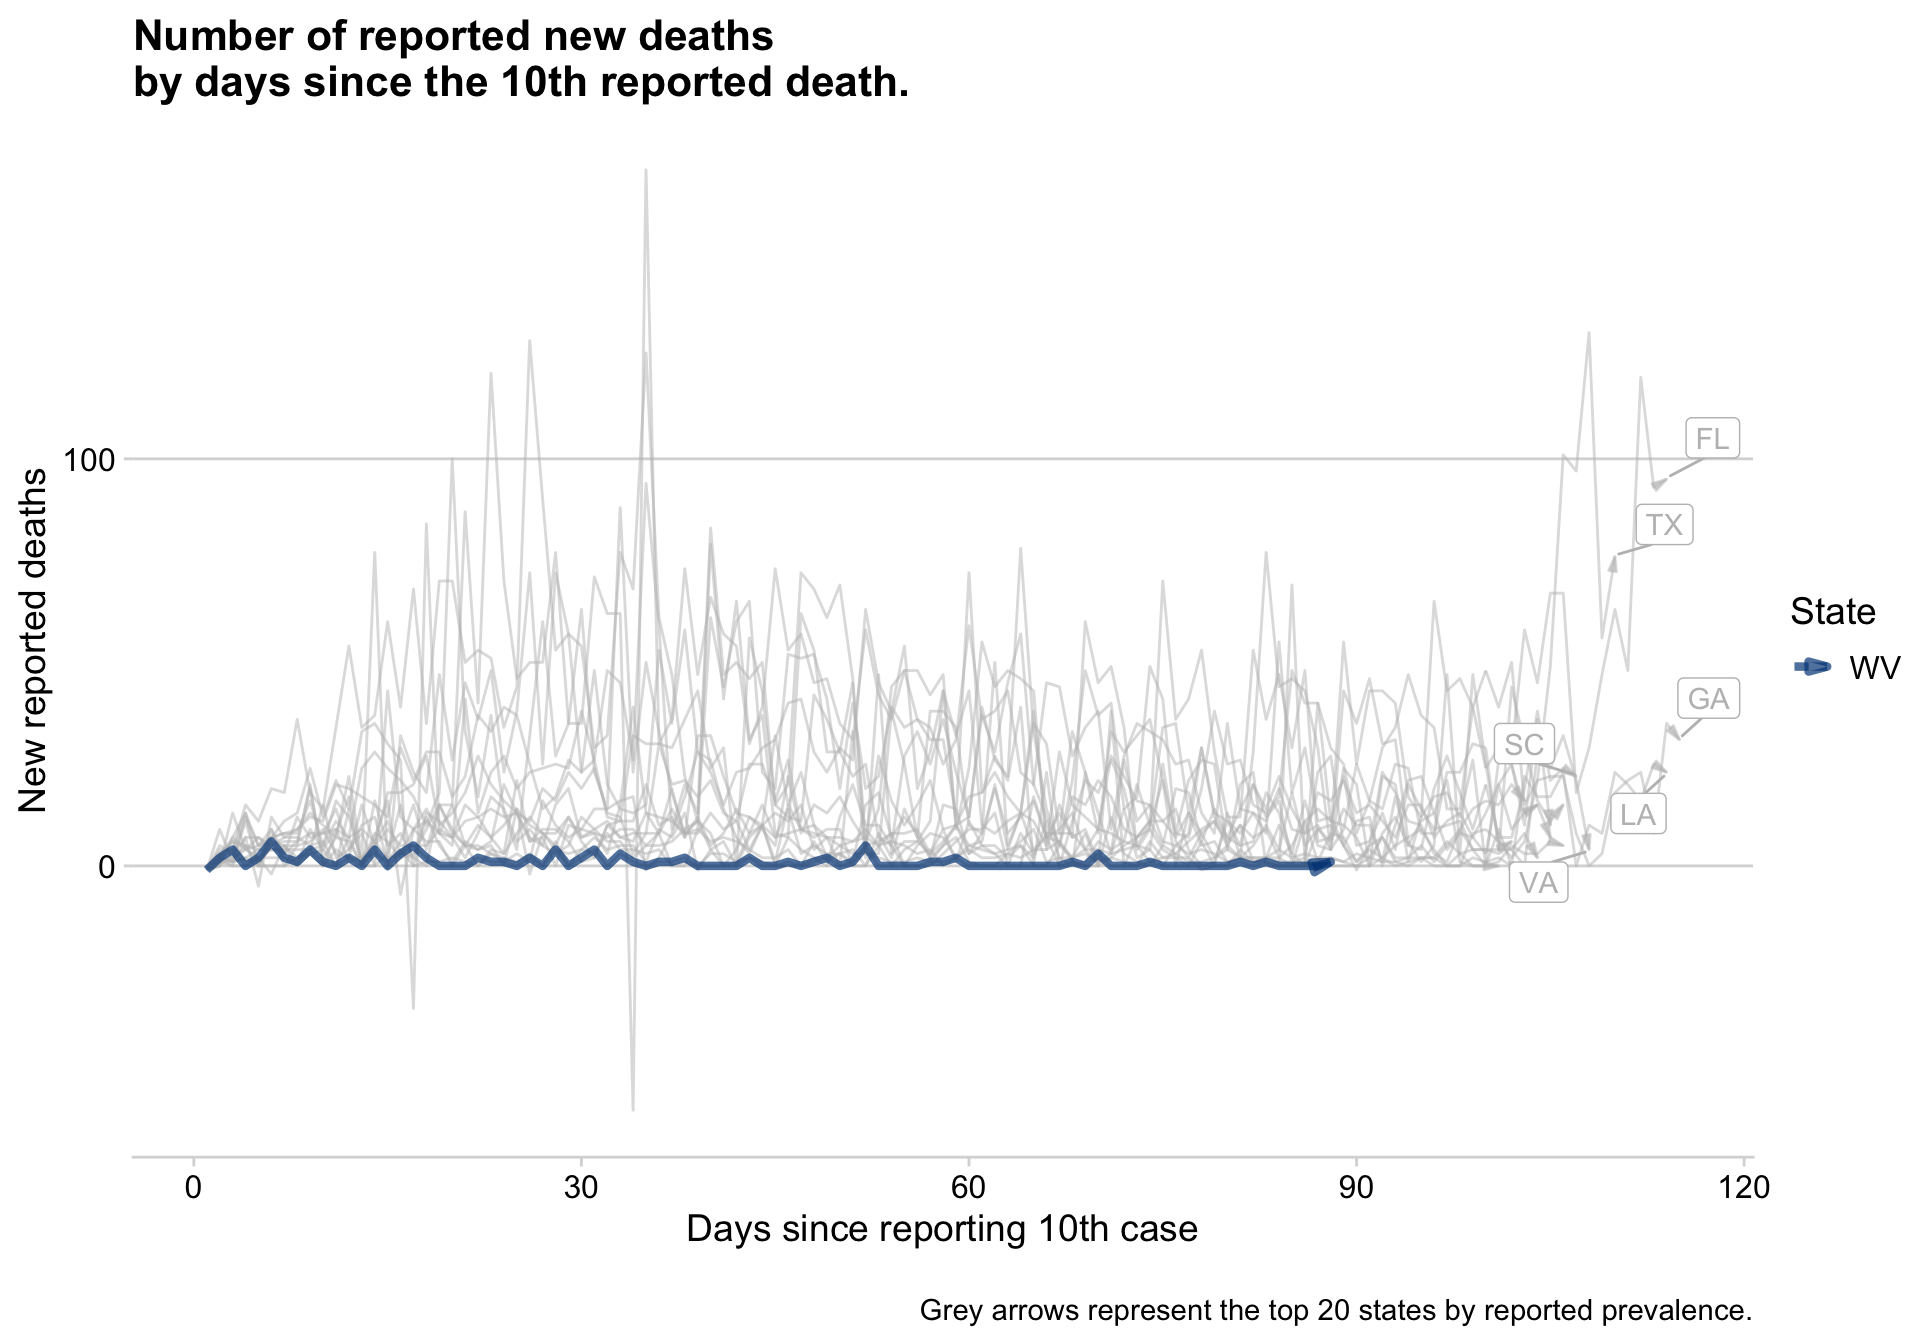 Number of reported new deaths
by days since the 10th reported death.
New reported deaths
100
0
FL
TX
GA
SC
LA
VA
State
WV
0
30
60
90
120
Days since reporting 10th case
Grey arrows represent the top 20 states by reported prevalence.